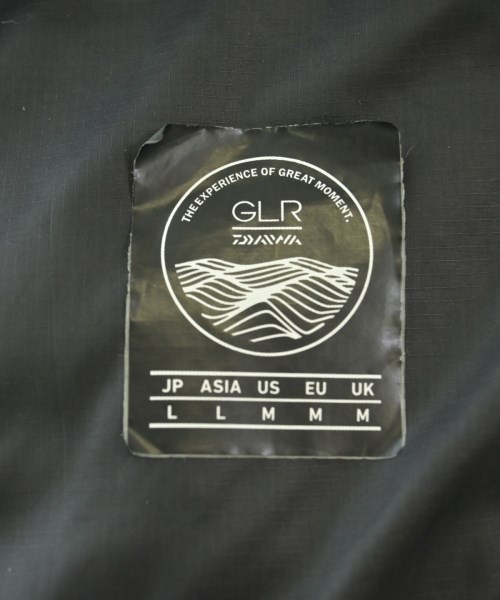 THE EXPERIENCE OF GREAT MOMENT.
GLR
DAIWA
JP ASIA US EU UK
L L M M M